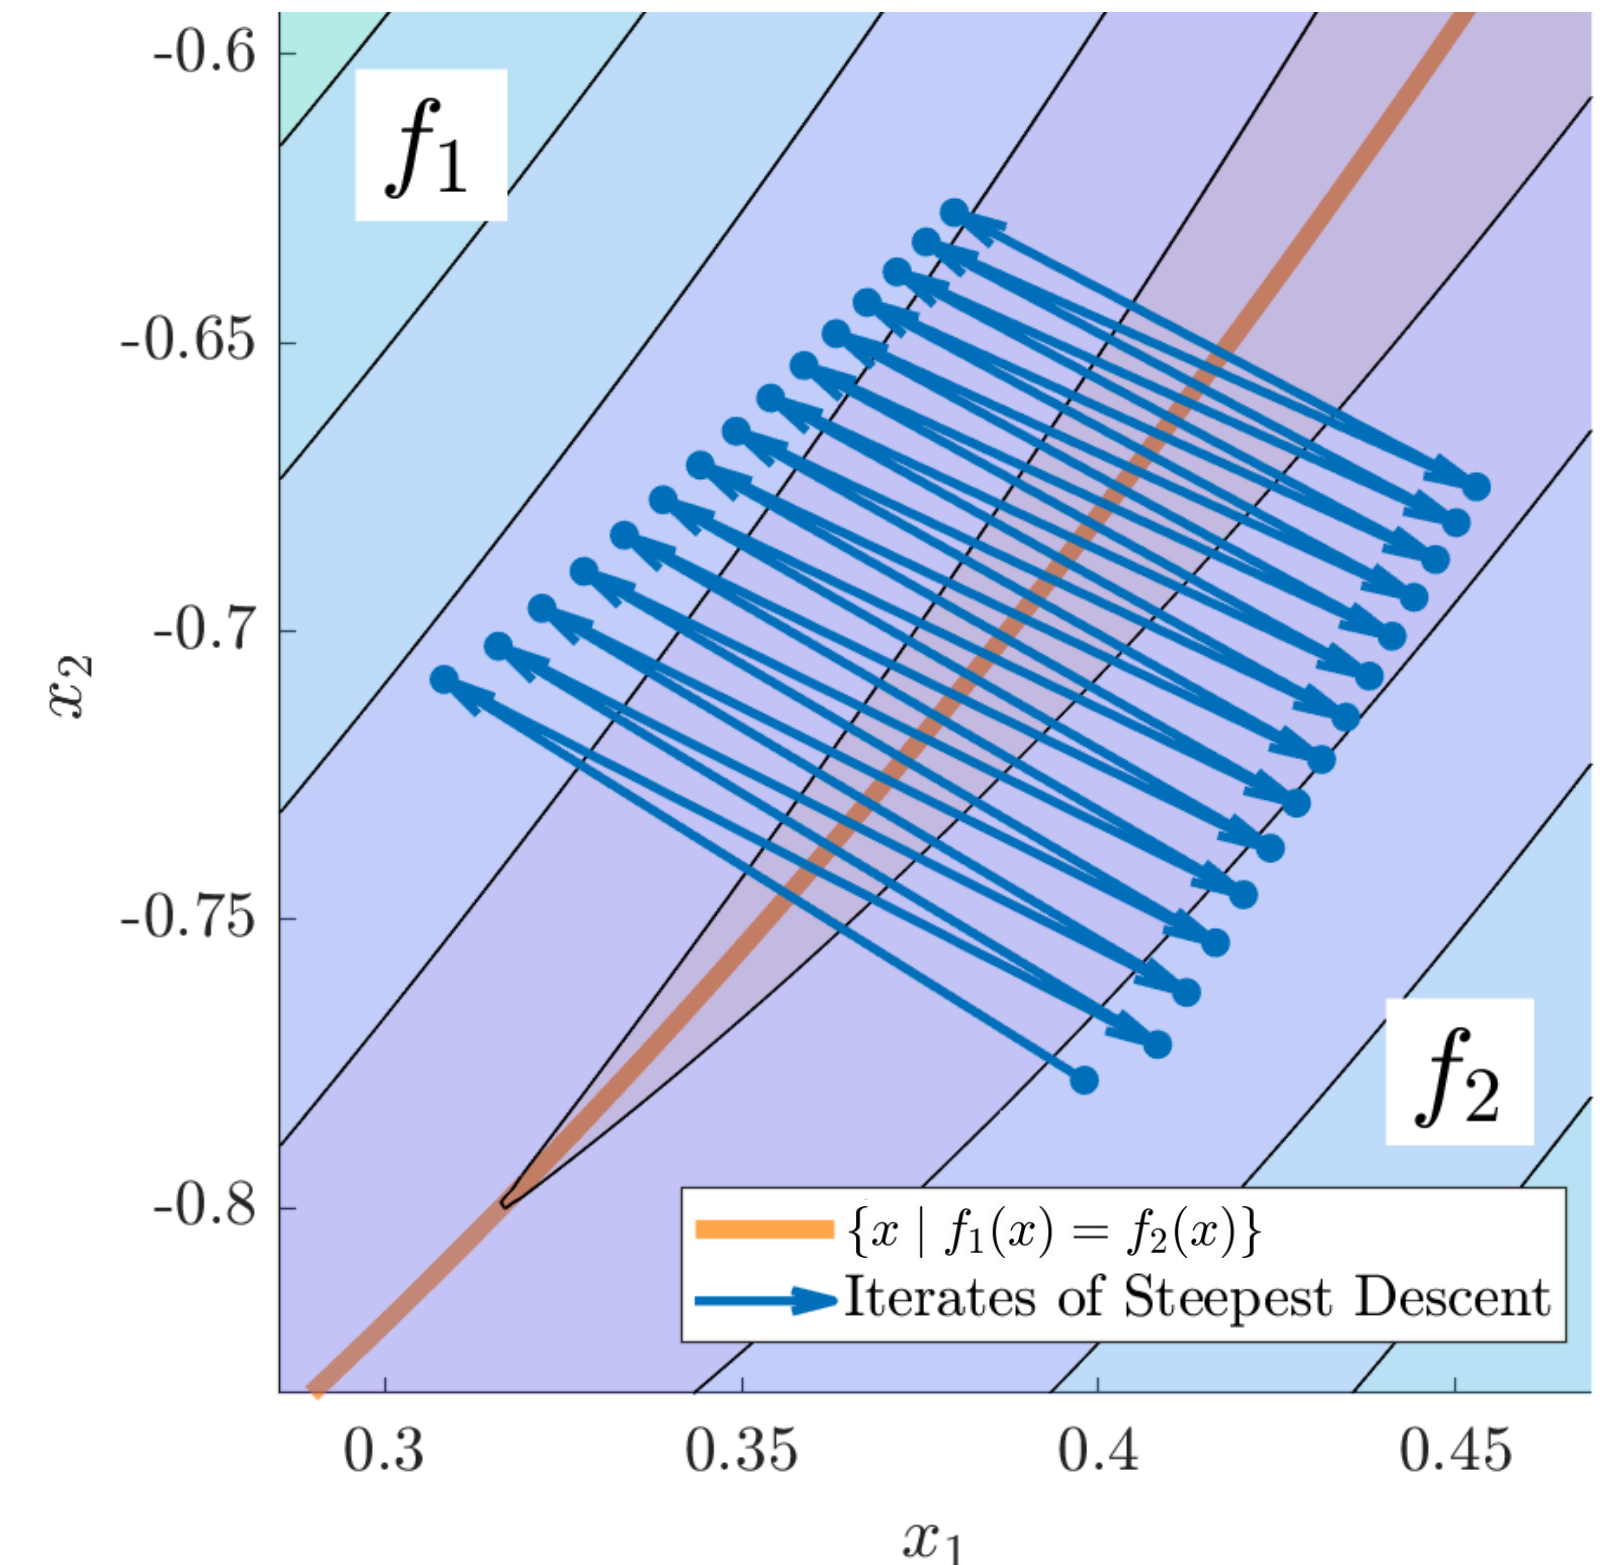 -0.6
f₁
-0.65
-0.7
x₂
-0.75
f₂
-0.8
{x | f₁(x) = f₂(x)}
Iterates of Steepest Descent
0.3 0.35 0.4 0.45
x₁